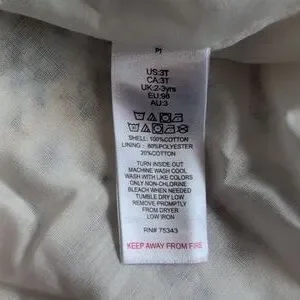 US:3T
CA:3T
UK:2-3yrs
EU:98
AU:3
SHELL: 100%COTTON
LINING: 80%POLYESTER
20%COTTON
TURN INSIDE OUT
MACHINE WASH COOL
WASH WITH LIKE COLORS
ONLY NON-CHLORINE
BLEACH WHEN NEEDED
TUMBLE DRY LOW
REMOVE PROMPTLY
FROM DRYER
LOW IRON
RN# 75343
KEEP AWAY FROM FIRE